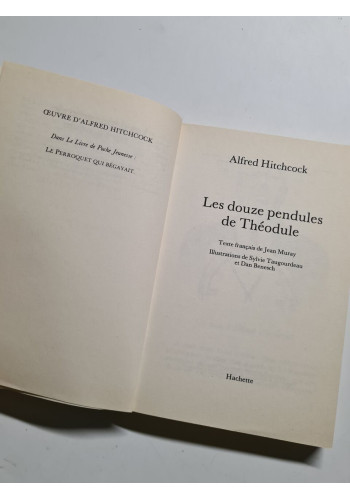 ŒUVRE D'ALFRED HITCHCOCK
Dans Le Livre de Poche Jeunesse :
LE PERROQUET QUI BÉGAYAIT.
Alfred Hitchcock
Les douze pendules
de Théodule
Texte français de Jean Muray
Illustrations de Sylvie Taugourdeau
et Dan Benesch
Hachette